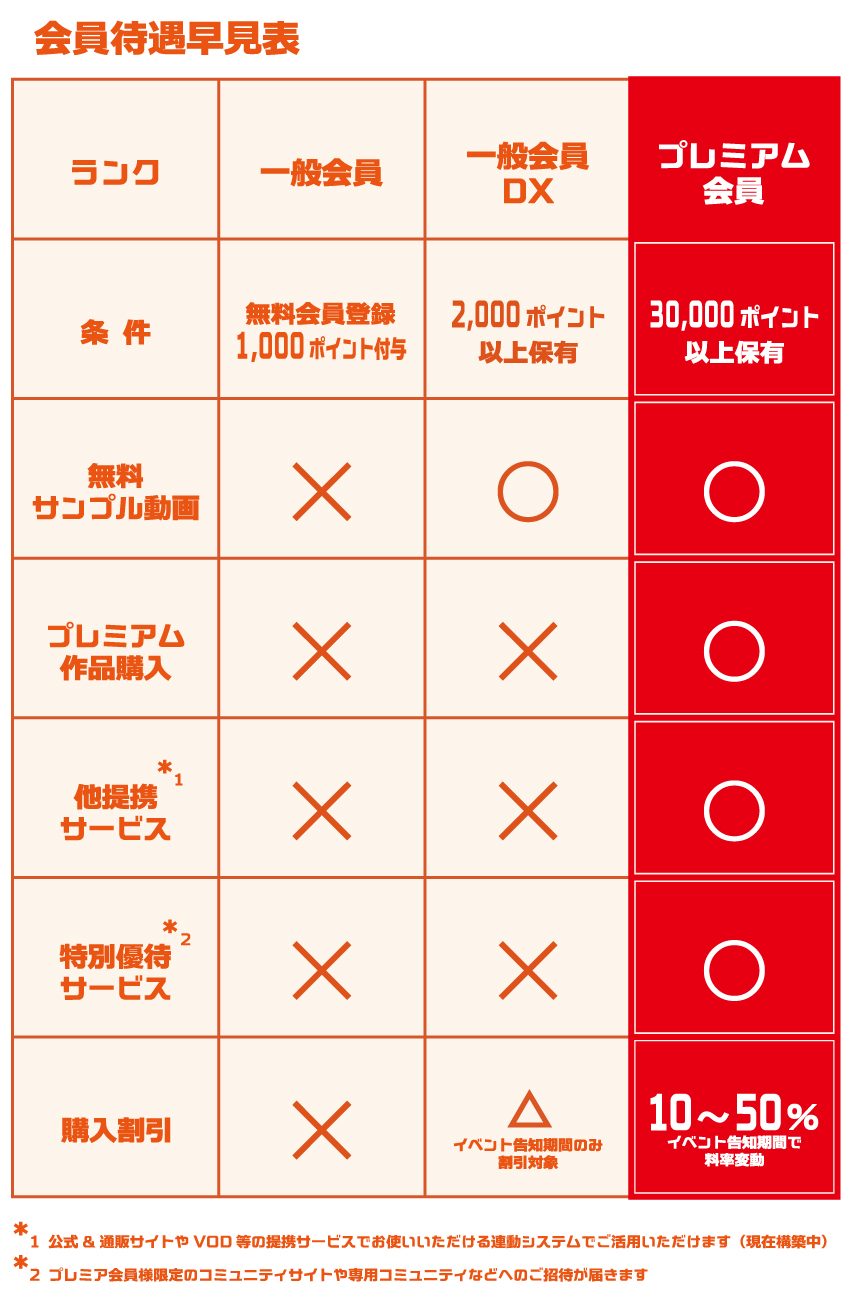 会員待遇早見表
ランク
一般会員
一般会員
DX
プレミアム
会員
条 件
無料会員登録
1,000 ポイント付与
2,000 ポイント
以上保有
30,000 ポイント
以上保有
無料
サンプル動画
× ○ ○
プレミアム
作品購入
× × ○
他提携*1
サービス
× × ○
特別優待*2
サービス
× × ○
購入割引
×
△
イベント告知期間のみ
割引対象
10～50%
イベント告知期間で
料率変動
*1 公式 & 通販サイトや VOD 等の提携サービスでお使いいただける連動システムでご活用いただけます（現在構築中）
*2 プレミア会員様限定のコミュニティサイトや専用コミュニティなどへのご招待が届きます